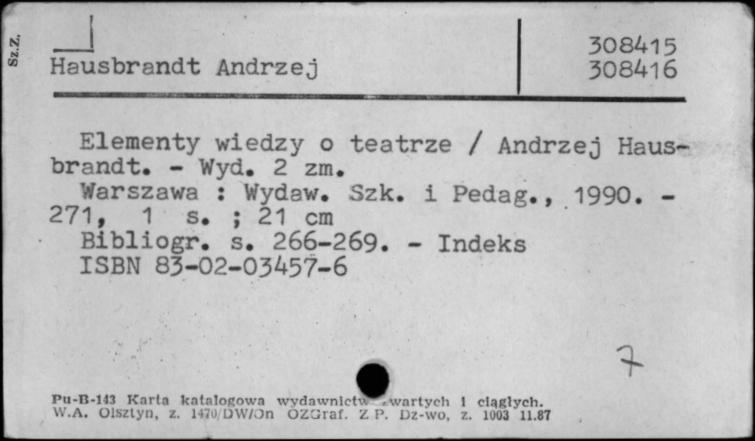 Sz.Z.
308415
Hausbrandt Andrzej 308416
Elementy wiedzy o teatrze / Andrzej Haus-
brandt. - Wyd. 2 zm.
Warszawa : Wydaw. Szk. i Pedag., 1990. -
271, 1 s. ; 21 cm
Bibliogr. s. 266-269. - Indeks
ISBN 83-02-03457-6
7
Pu-B-143 Karta katalogowa wydawnictw zwartych i ciągłych.
W.A. Olsztyn, z. 1470/DW/On OZGraf. Z.P. Dz-wo, z. 1003 11.87